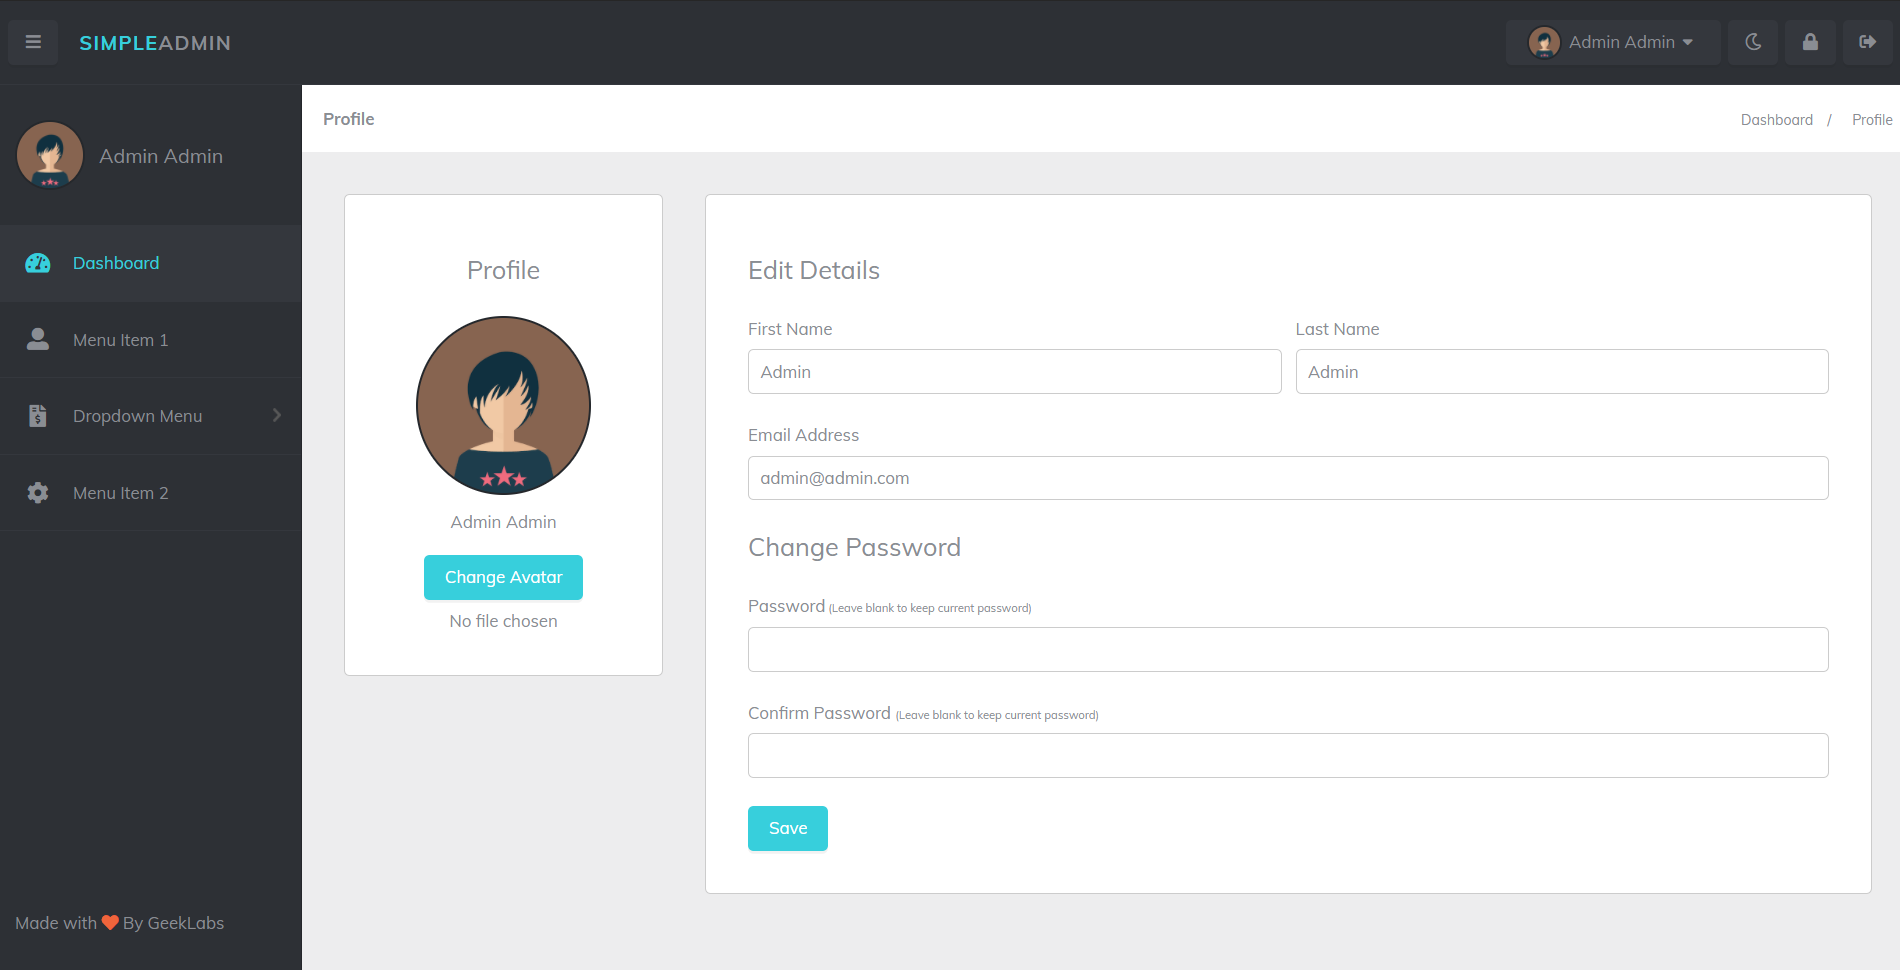 SIMPLEADMIN
Admin Admin
Admin Admin
Dashboard
Menu Item 1
Dropdown Menu
Menu Item 2
Made with By GeekLabs
Profile
Dashboard / Profile
Profile
Admin Admin
Change Avatar
No file chosen
Edit Details
First Name
Last Name
Admin
Admin
Email Address
admin@admin.com
Change Password
Password (Leave blank to keep current password)
Confirm Password (Leave blank to keep current password)
Save